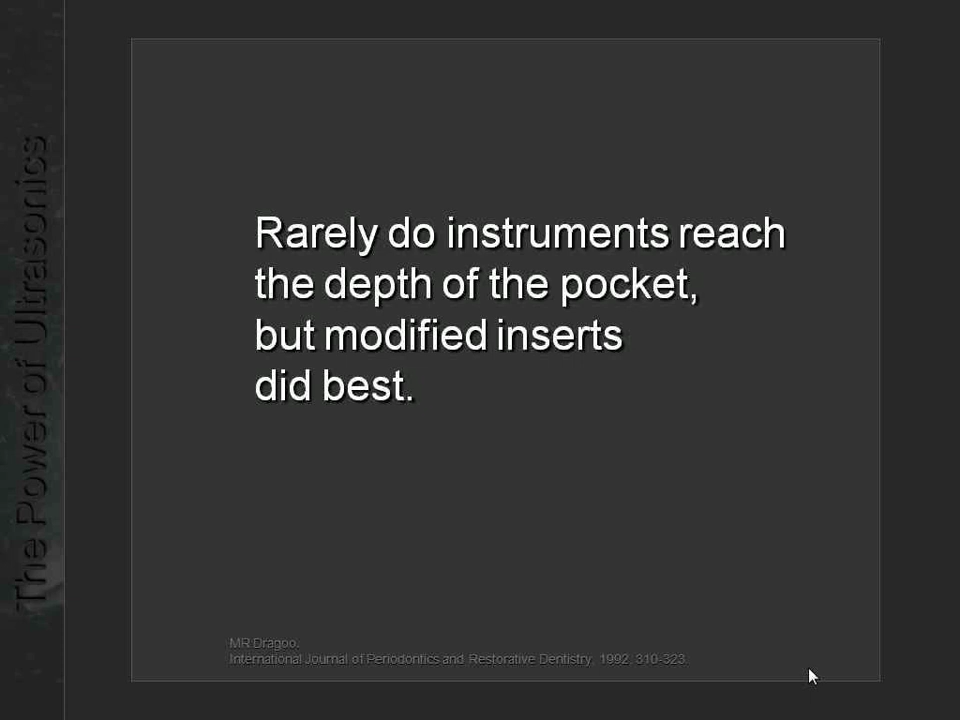 The Power of Ultrasonics
Rarely do instruments reach
the depth of the pocket,
but modified inserts
did best.
MR Dragoo.
International Journal of Periodontics and Restorative Dentistry, 1992, 310-323.